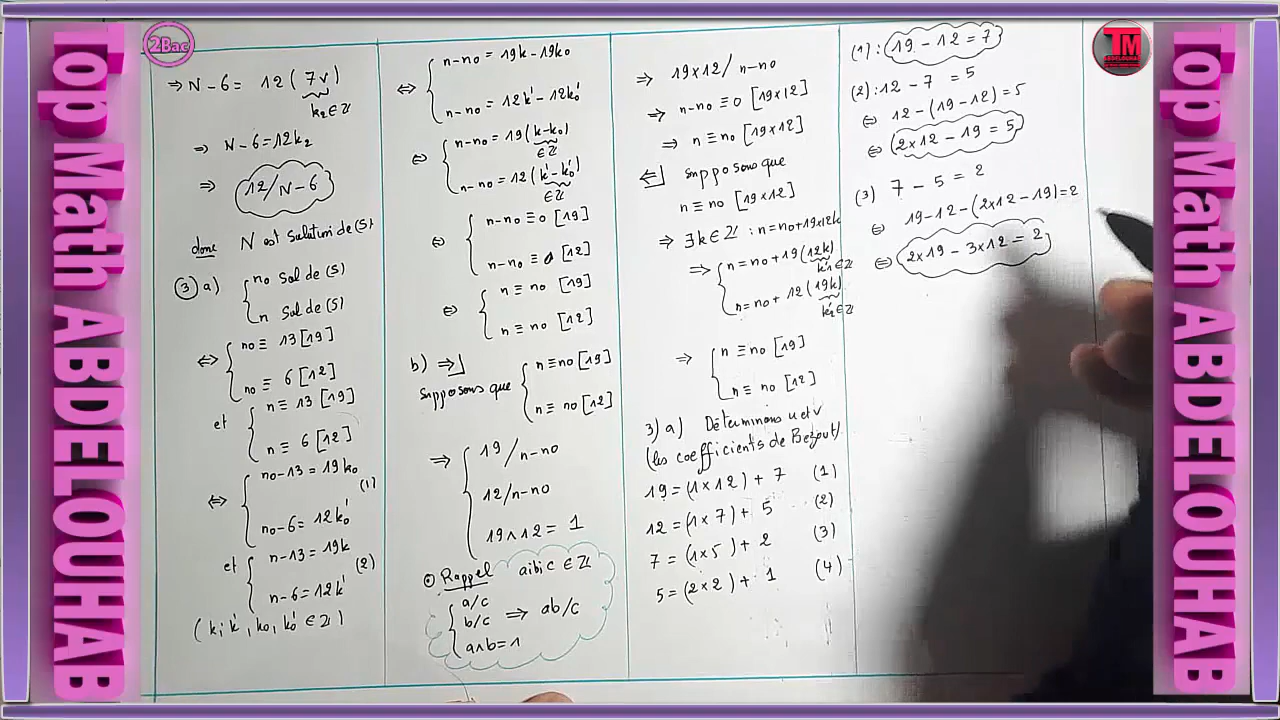 Top Math ABDELOUHAB
2Bac
⇒ N-6 = 12 ( 7v )
k₂ ∈ ℤ
⇒ N-6 = 12k₂
⇒ 12/N-6
donc N est solution de (S)
③ a) { n₀ sol de (S)
n sol de (S)
⇔ { n₀ ≡ 13 [19]
n₀ ≡ 6 [12]
et { n ≡ 13 [19]
n ≡ 6 [12]
⇔ { n₀-13 = 19k₀
(1)
n₀-6 = 12k₀'
et { n-13 = 19k
(2)
n-6 = 12k'
( k; k', k₀, k₀' ∈ ℤ )
⇔ { n-n₀ = 19k - 19k₀
n-n₀ = 12k' - 12k₀'
⇔ { n-n₀ = 19(k-k₀)
∈ℤ
n-n₀ = 12(k'-k₀')
∈ℤ
⇔ { n-n₀ ≡ 0 [19]
n-n₀ ≡ 0 [12]
⇔ { n ≡ n₀ [19]
n ≡ n₀ [12]
b) ⇒⌋
Supposons que { n ≡ n₀ [19]
n ≡ n₀ [12]
⇒ { 19 / n-n₀
12 / n-n₀
19∧12 = 1
⊙ Rappel a;b;c ∈ ℤ
{ a/c
b/c ⇒ ab/c
a∧b = 1
⇒ 19×12 / n-n₀
⇒ n-n₀ ≡ 0 [19×12]
⇒ n ≡ n₀ [19×12]
⇐⌋ Supposons que
n ≡ n₀ [19×12]
⇒ ∃k∈ℤ : n = n₀+19×12k
⇒ { n = n₀ + 19 (12k)
k'₁∈ℤ
n = n₀ + 12 (19k)
k'₂∈ℤ
⇒ { n ≡ n₀ [19]
n ≡ n₀ [12]
3) a) Déterminons u et v
(les coefficients de Bezout).
19 = (1×12) + 7 (1)
12 = (1×7) + 5 (2)
7 = (1×5) + 2 (3)
5 = (2×2) + 1 (4)
(1) : 19 - 12 = 7
(2) : 12 - 7 = 5
⇔ 12 - (19-12) = 5
⇔ 2×12 - 19 = 5
(3) 7 - 5 = 2
⇔ 19-12-(2×12-19)=2
⇔ 2×19 - 3×12 = 2
TM
ABDELOUHAB
Top Math ABDELOUHAB